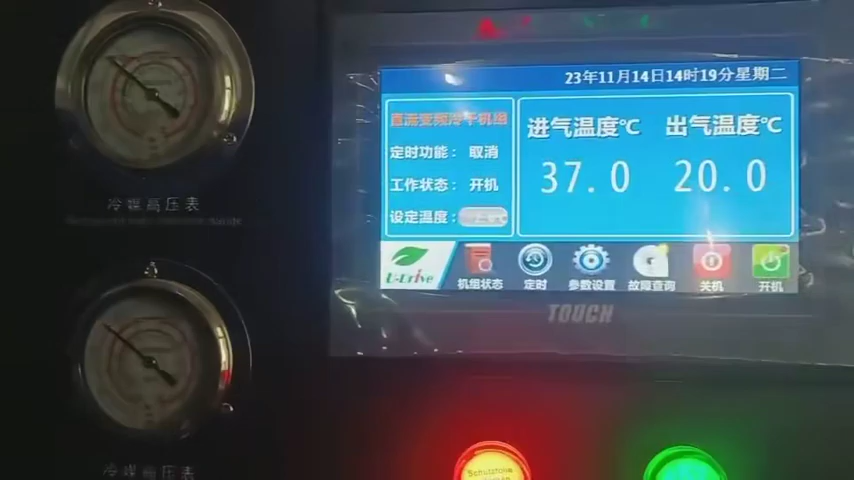 23年11月14日14时19分星期二
直流变频冷干机组
定时功能： 取消
工作状态： 开机
设定温度：
进气温度℃ 出气温度℃
37.0 20.0
U-Drive
机组状态 定时 参数设置 故障查询 关机 开机
TOUCH
冷媒高压表
冷媒高压表